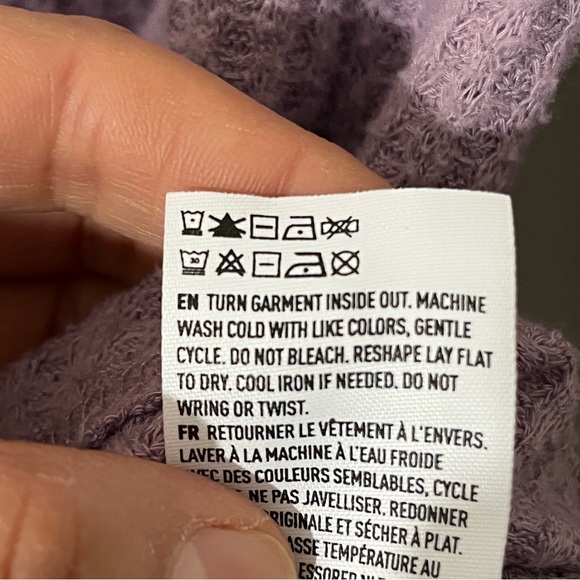 30
EN TURN GARMENT INSIDE OUT. MACHINE
WASH COLD WITH LIKE COLORS, GENTLE
CYCLE. DO NOT BLEACH. RESHAPE LAY FLAT
TO DRY. COOL IRON IF NEEDED. DO NOT
WRING OR TWIST.
FR RETOURNER LE VÊTEMENT À L'ENVERS.
LAVER À LA MACHINE À L'EAU FROIDE
DES COULEURS SEMBLABLES, CYCLE
NE PAS JAVELLISER. REDONNER
ET SÉCHER À PLAT.
TEMPÉRATURE AU